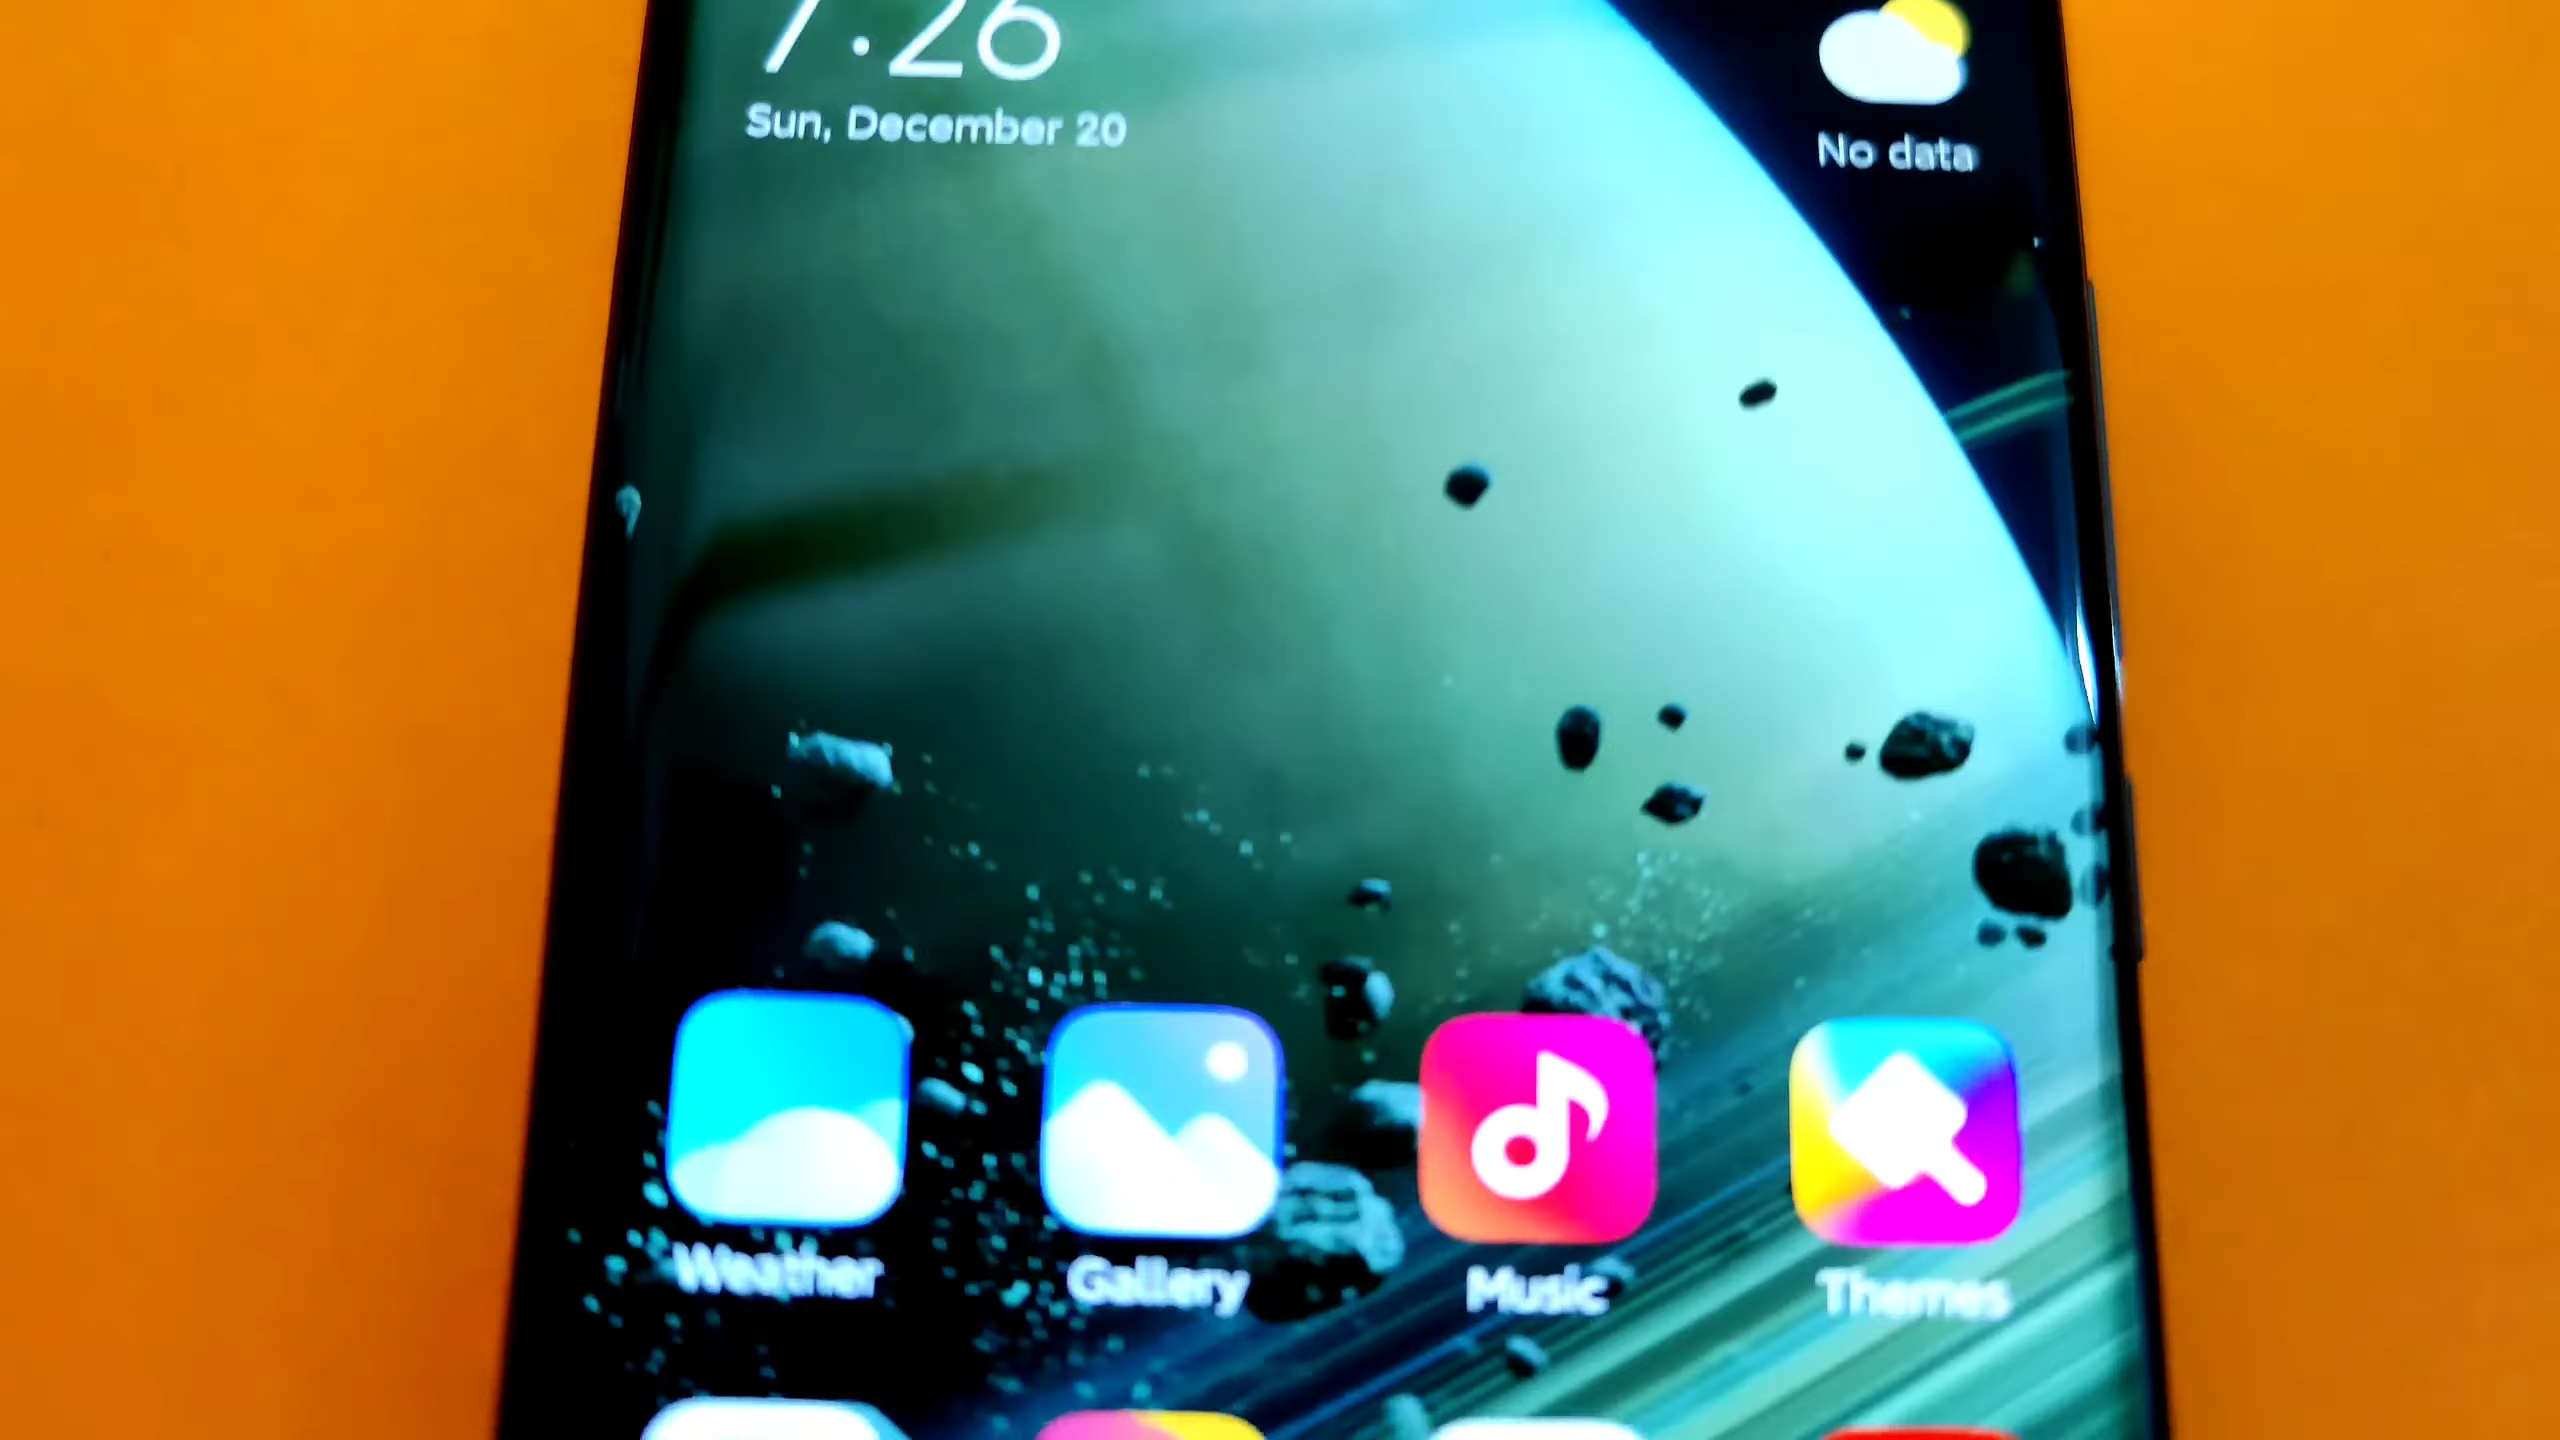 7:26
Sun, December 20
No data
Weather
Gallery
Music
Themes